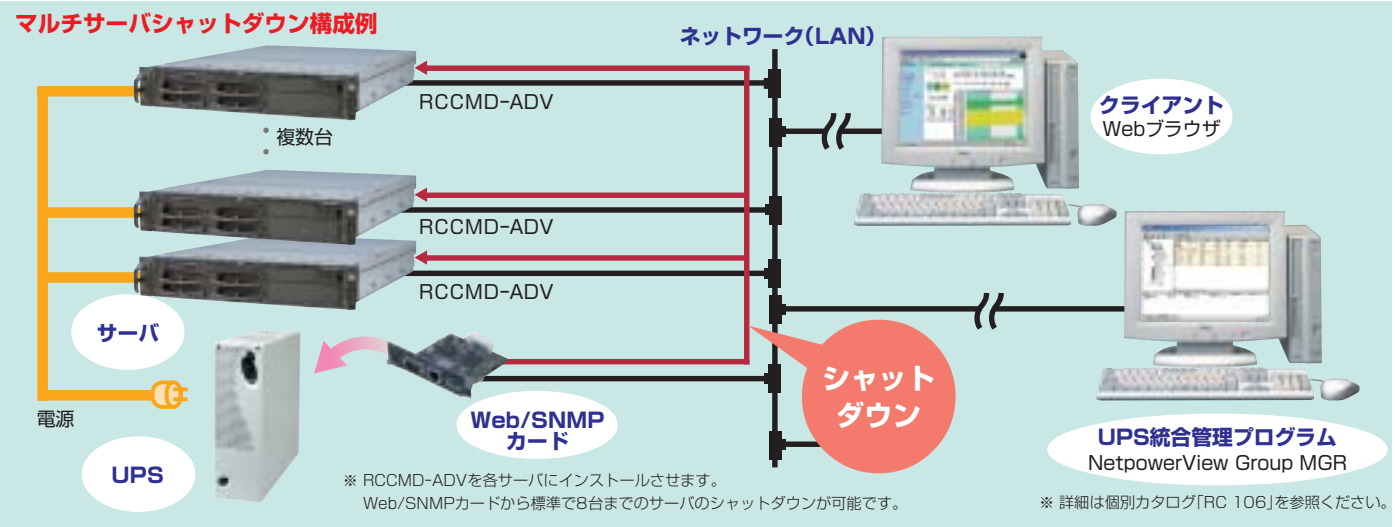 マルチサーバシャットダウン構成例
ネットワーク(LAN)
RCCMD-ADV
複数台
クライアント
Webブラウザ
RCCMD-ADV
RCCMD-ADV
サーバ
シャット
ダウン
電源
Web/SNMP
カード
UPS
UPS統合管理プログラム
NetpowerView Group MGR
※ RCCMD-ADVを各サーバにインストールさせます。
Web/SNMPカードから標準で8台までのサーバのシャットダウンが可能です。
※ 詳細は個別カタログ「RC 106」を参照ください。